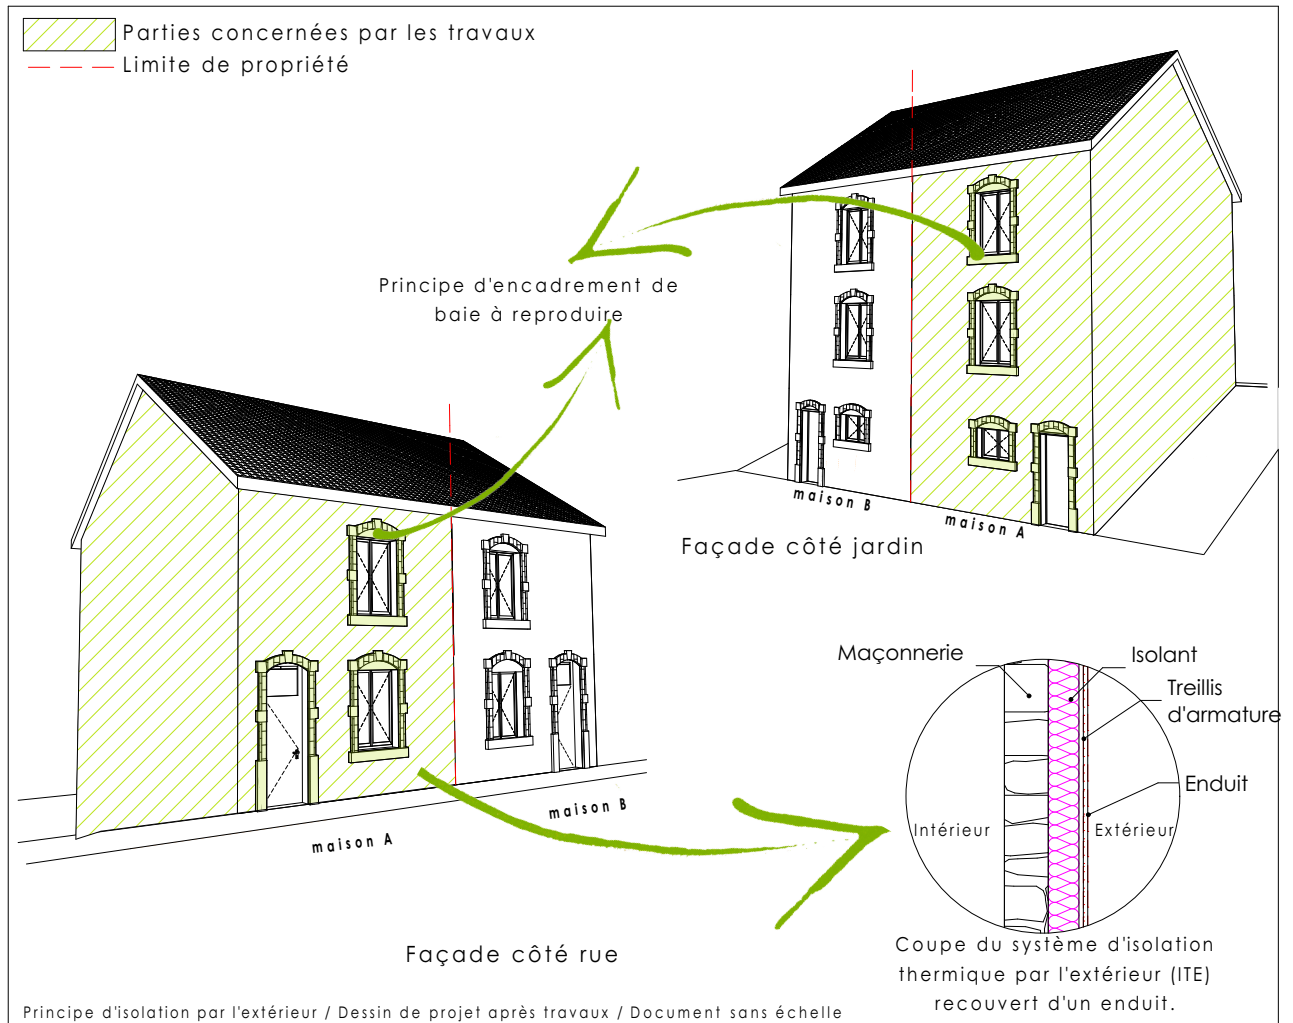 Parties concernées par les travaux
Limite de propriété
Principe d'encadrement de
baie à reproduire
maison B
maison A
Façade côté jardin
maison A
maison B
Façade côté rue
Maçonnerie
Isolant
Treillis
d'armature
Enduit
Intérieur
Extérieur
Coupe du système d'isolation
thermique par l'extérieur (ITE)
recouvert d'un enduit.
Principe d'isolation par l'extérieur / Dessin de projet après travaux / Document sans échelle